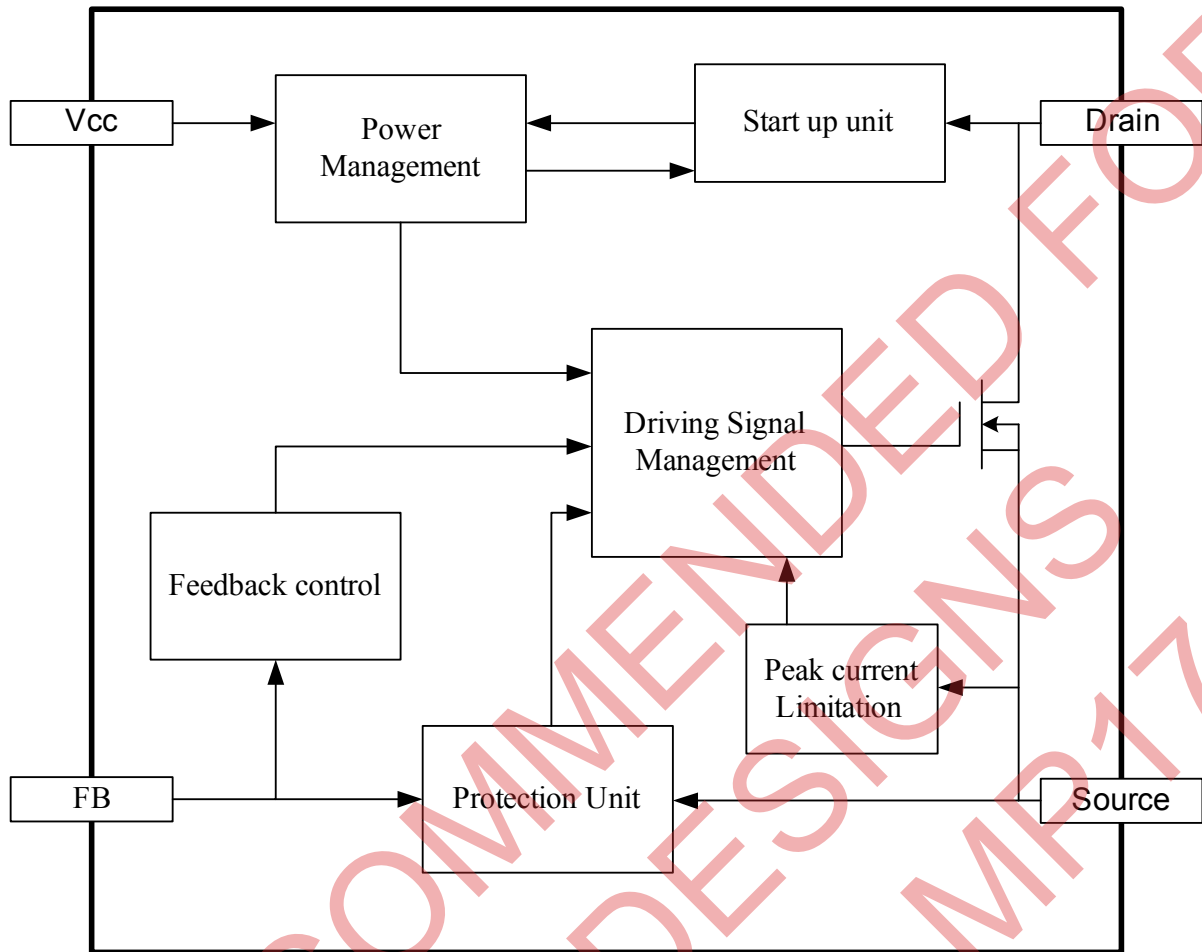 Vcc
Power
Management
Start up unit
Drain
Driving Signal
Management
Feedback control
Peak current
Limitation
FB
Protection Unit
Source
COMMENDED FOR
DESIGNS
MP17